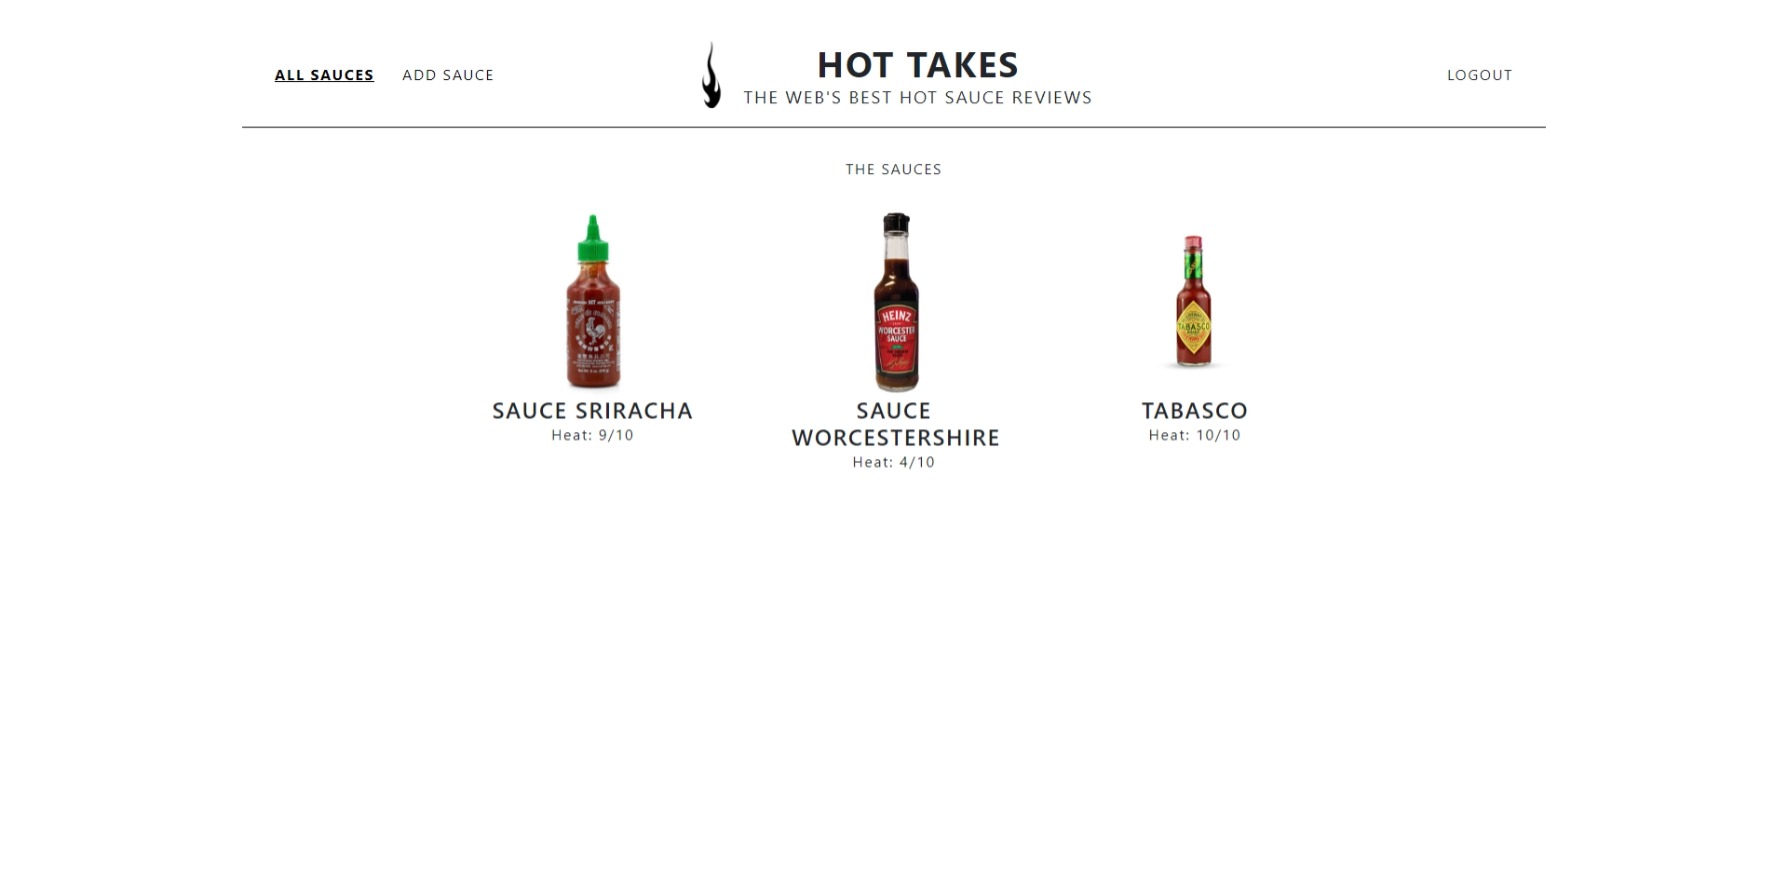 ALL SAUCES
ADD SAUCE
HOT TAKES
THE WEB'S BEST HOT SAUCE REVIEWS
LOGOUT
THE SAUCES
HEINZ
WORCESTER
SAUCE
TABASCO
SAUCE SRIRACHA
Heat: 9/10
SAUCE
WORCESTERSHIRE
Heat: 4/10
TABASCO
Heat: 10/10